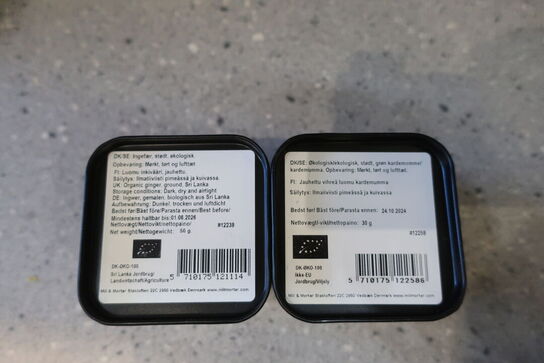 DK/SE: Ingefær, stødt, økologisk
Opbevaring: Mørkt, tørt og lufttæt
FI: Luomu inkivääri, jauhettu.
Säilytys: Ilmatiiviisti pimeässä ja kuivassa
UK: Organic ginger, ground, Sri Lanka
Storage conditions: Dark, dry and airtight
DE: Ingwer, gemahlen, biologisch aus Sri Lanka
Aufbewahrung: Dunkel, trocken und luftdicht
Bedst før/Bäst före/Parasta ennen/Best before/
Mindestens haltbar bis:01.06.2026
Nettovægt/Nettovikt/nettopaino/ #12238
Net weight/Nettogewicht: 50 g.
DK-ØKO-100
Sri Lanka Jordbrug/
Landwirtschaft/Agriculture
5 710175 121114
Mill & Mortar Stakloften 22C 2950 Vedbæk Denmark www.millmortar.com
DK/SE: Økologisk/ekologisk, stødt, grøn kardemomme/
kardemumma. Opbevaring: Mørkt, tørt og lufttæt.
FI: Jauhettu vihreä luomu kardemumma
Säilytys: Ilmatiiviisti pimeässä ja kuivassa.
Bedst før/Bäst före/Parasta ennen: 24.10.2024
Nettovægt/-vikt/nettopaino: 30 g
#12258
DK-ØKO-100
Ikke-EU
Jordbrug/Viljely
5 710175 122586
Mill & Mortar Stakloften 22C 2950 Vedbæk Denmark www.millmortar.com